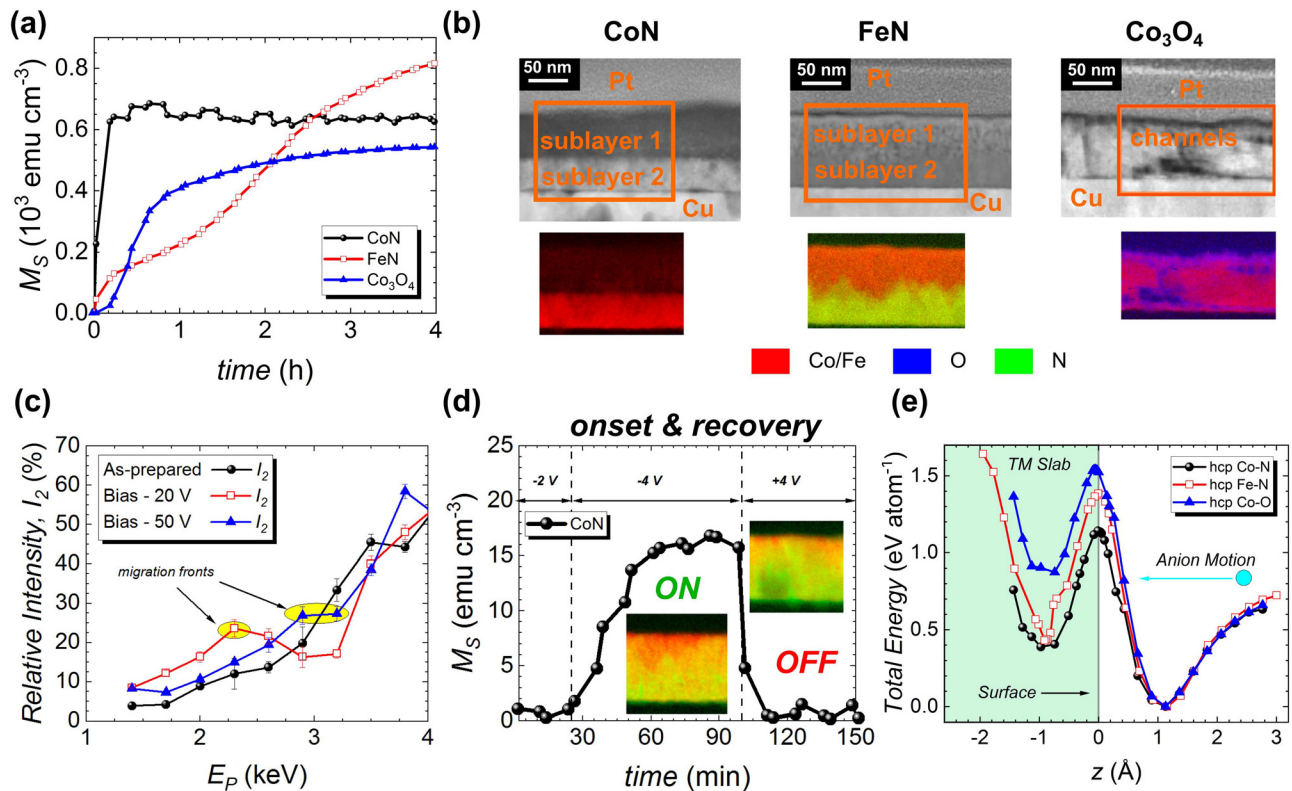 (a)
M_S (10³ emu cm⁻³)
0.8
0.6
0.4
0.2
0.0
CoN
FeN
Co₃O₄
0 1 2 3 4
time (h)
(b)
CoN FeN Co₃O₄
50 nm
Pt
sublayer 1
sublayer 2
Cu
50 nm
Pt
sublayer 1
sublayer 2
Cu
50 nm
Pt
channels
Cu
Co/Fe O N
(c)
Relative Intensity, I₂ (%)
70
60
50
40
30
20
10
0
As-prepared I₂
Bias - 20 V I₂
Bias - 50 V I₂
migration fronts
1 2 3 4
E_P (keV)
(d)
onset & recovery
M_S (emu cm⁻³)
25
20
15
10
5
0
-2 V -4 V +4 V
CoN
ON
OFF
30 60 90 120 150
time (min)
(e)
Total Energy (eV atom⁻¹)
1.5
1.0
0.5
0.0
TM Slab
hcp Co-N
hcp Fe-N
hcp Co-O
Anion Motion
Surface
-2 -1 0 1 2 3
z (Å)